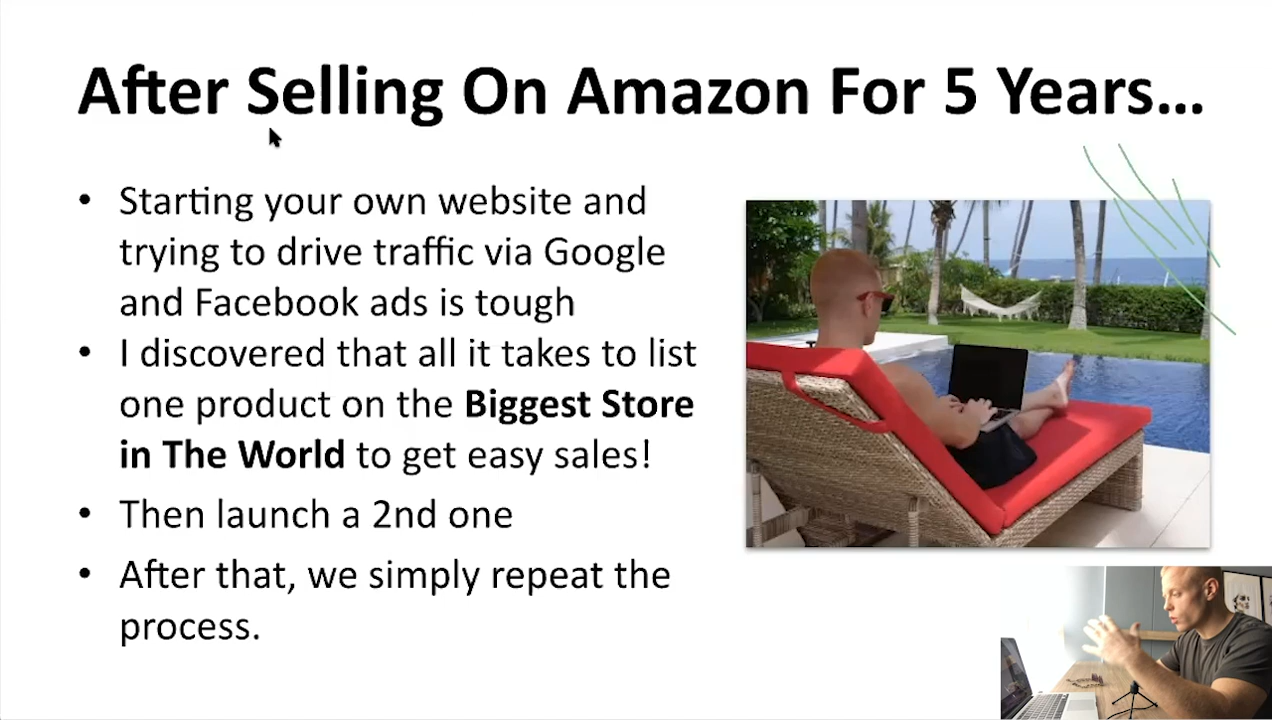 After Selling On Amazon For 5 Years...
• Starting your own website and
trying to drive traffic via Google
and Facebook ads is tough
• I discovered that all it takes to list
one product on the Biggest Store
in The World to get easy sales!
• Then launch a 2nd one
• After that, we simply repeat the
process.